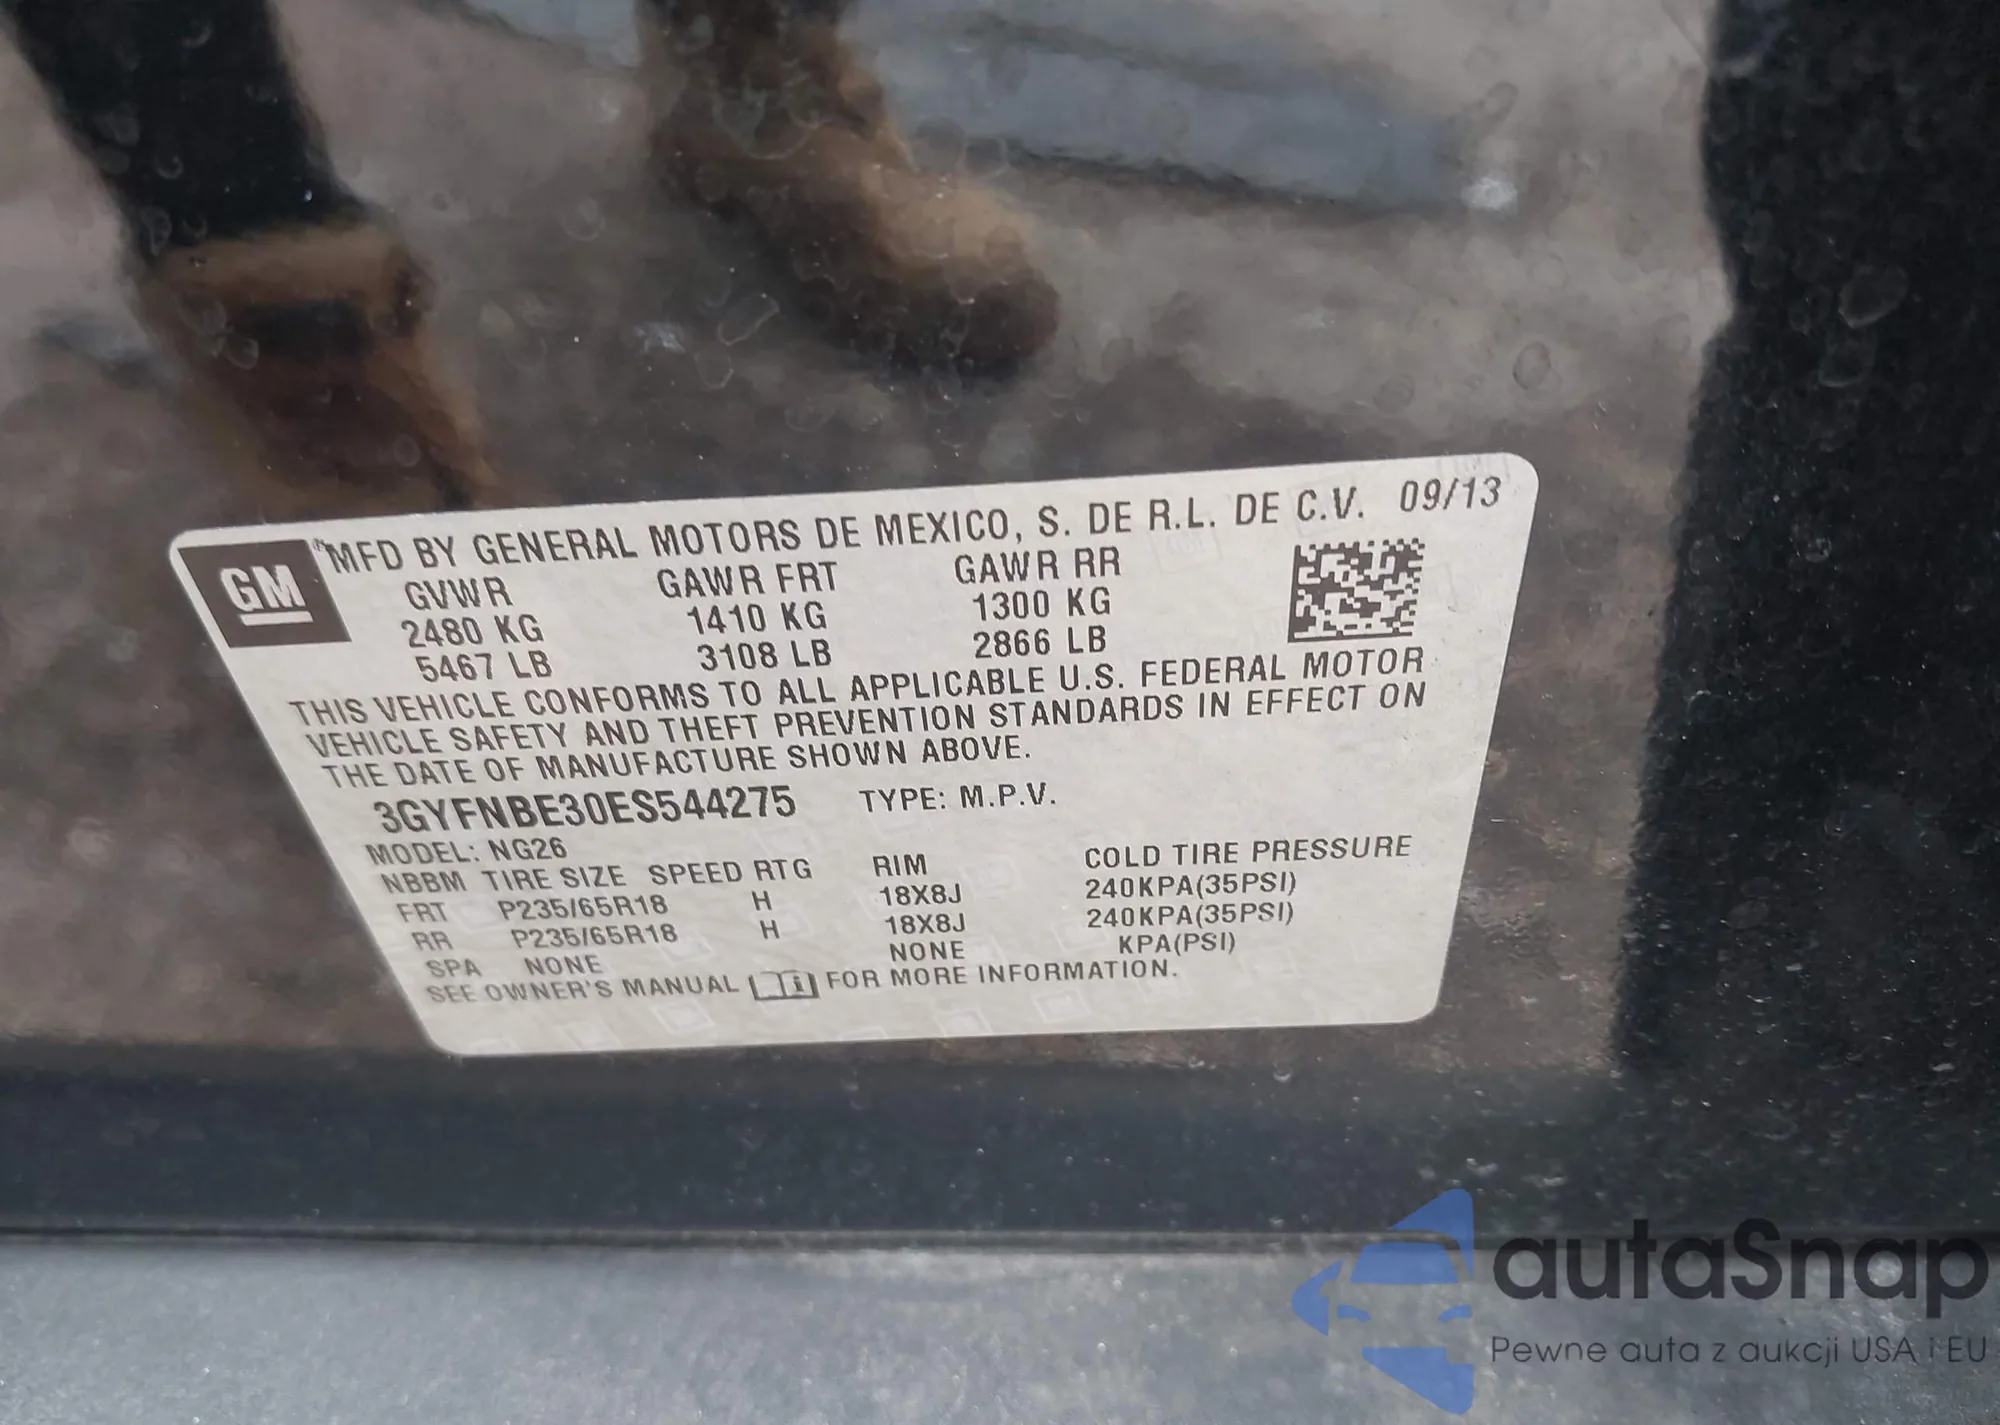 GM
MFD BY GENERAL MOTORS DE MEXICO, S. DE R.L. DE C.V. 09/13
GVWR GAWR FRT GAWR RR
2480 KG 1410 KG 1300 KG
5467 LB 3108 LB 2866 LB
THIS VEHICLE CONFORMS TO ALL APPLICABLE U.S. FEDERAL MOTOR
VEHICLE SAFETY AND THEFT PREVENTION STANDARDS IN EFFECT ON
THE DATE OF MANUFACTURE SHOWN ABOVE.
3GYFNBE30ES544275 TYPE: M.P.V.
MODEL: NG26
NBBM TIRE SIZE SPEED RTG RIM COLD TIRE PRESSURE
FRT P235/65R18 H 18X8J 240KPA(35PSI)
RR P235/65R18 H 18X8J 240KPA(35PSI)
SPA NONE NONE KPA(PSI)
SEE OWNER'S MANUAL FOR MORE INFORMATION.
autaSnap
Pewne auta z aukcji USA i EU